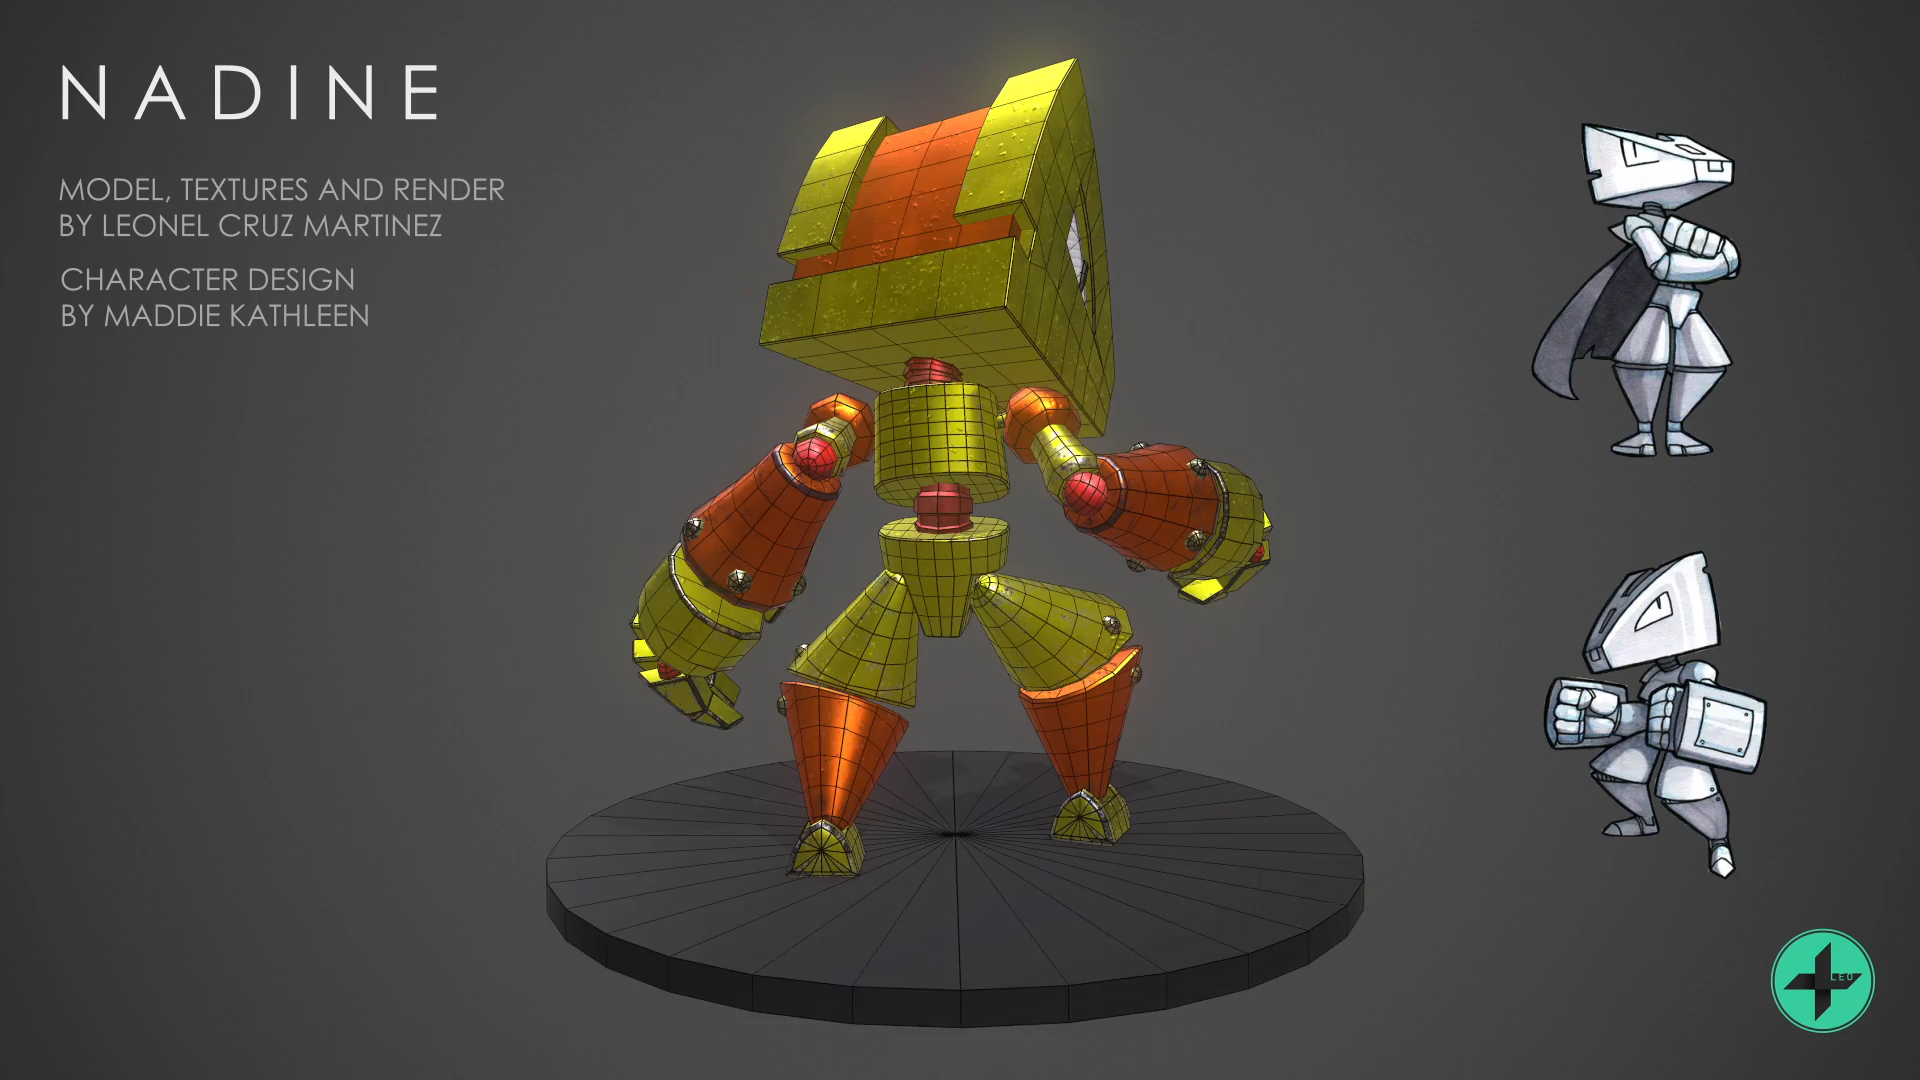 NADINE
MODEL, TEXTURES AND RENDER
BY LEONEL CRUZ MARTINEZ
CHARACTER DESIGN
BY MADDIE KATHLEEN
LEO